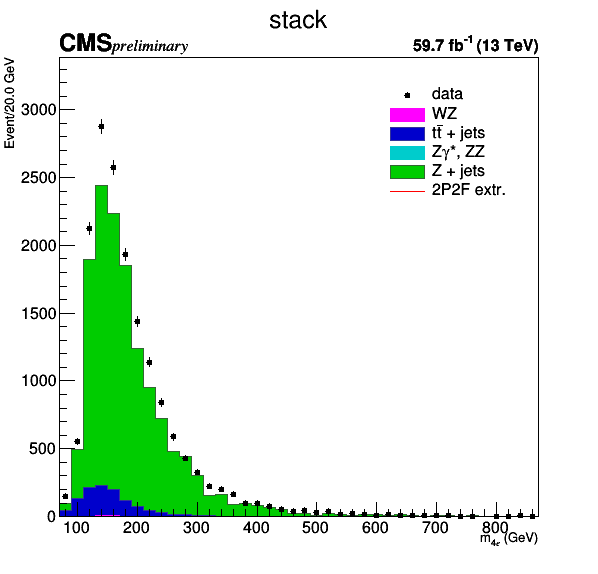 stack
CMS preliminary 59.7 fb⁻¹ (13 TeV)
Event/20.0 GeV
data
WZ
tt̄ + jets
Zγ*, ZZ
Z + jets
2P2F extr.
3000
2500
2000
1500
1000
500
0
100 200 300 400 500 600 700 800
m₄ₑ (GeV)